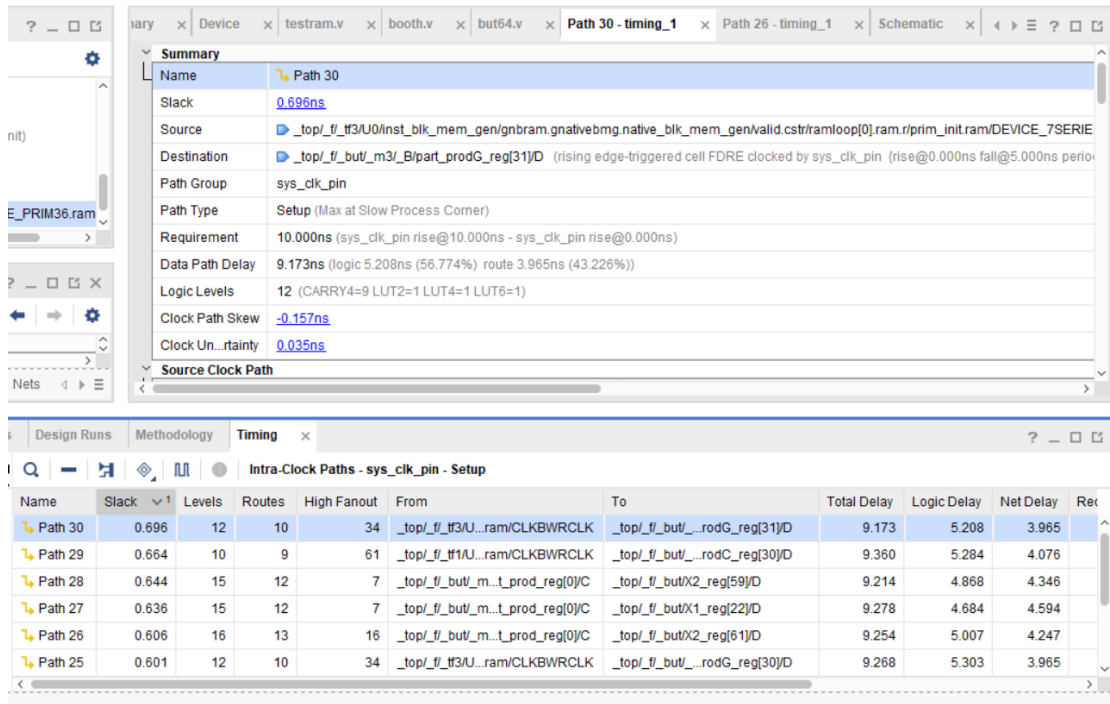 nary Device testram.v booth.v but64.v Path 30 - timing_1 Path 26 - timing_1 Schematic
Summary
Name Path 30
Slack 0.696ns
Source _top/_f/_tf3/U0/inst_blk_mem_gen/gnbram.gnativebmg.native_blk_mem_gen/valid.cstr/ramloop[0].ram.r/prim_init.ram/DEVICE_7SERIE
nit)
Destination _top/_f/_but/_m3/_B/part_prodG_reg[31]/D (rising edge-triggered cell FDRE clocked by sys_clk_pin {rise@0.000ns fall@5.000ns perio
Path Group sys_clk_pin
Path Type Setup (Max at Slow Process Corner)
E_PRIM36.ram
Requirement 10.000ns (sys_clk_pin rise@10.000ns - sys_clk_pin rise@0.000ns)
Data Path Delay 9.173ns (logic 5.208ns (56.774%) route 3.965ns (43.226%))
Logic Levels 12 (CARRY4=9 LUT2=1 LUT4=1 LUT6=1)
Clock Path Skew -0.157ns
Clock Un...rtainty 0.035ns
Source Clock Path
Nets
s Design Runs Methodology Timing
Intra-Clock Paths - sys_clk_pin - Setup
Name Slack 1 Levels Routes High Fanout From To Total Delay Logic Delay Net Delay Rec
Path 30 0.696 12 10 34 _top/_f/_tf3/U...ram/CLKBWRCLK _top/_f/_but/_...rodG_reg[31]/D 9.173 5.208 3.965
Path 29 0.664 10 9 61 _top/_f/_tf1/U...ram/CLKBWRCLK _top/_f/_but/_...rodC_reg[30]/D 9.360 5.284 4.076
Path 28 0.644 15 12 7 _top/_f/_but/_m...t_prod_reg[0]/C _top/_f/_but/X2_reg[59]/D 9.214 4.868 4.346
Path 27 0.636 15 12 7 _top/_f/_but/_m...t_prod_reg[0]/C _top/_f/_but/X1_reg[22]/D 9.278 4.684 4.594
Path 26 0.606 16 13 16 _top/_f/_but/_m...t_prod_reg[0]/C _top/_f/_but/X2_reg[61]/D 9.254 5.007 4.247
Path 25 0.601 12 10 34 _top/_f/_tf3/U...ram/CLKBWRCLK _top/_f/_but/_...rodG_reg[30]/D 9.268 5.303 3.965